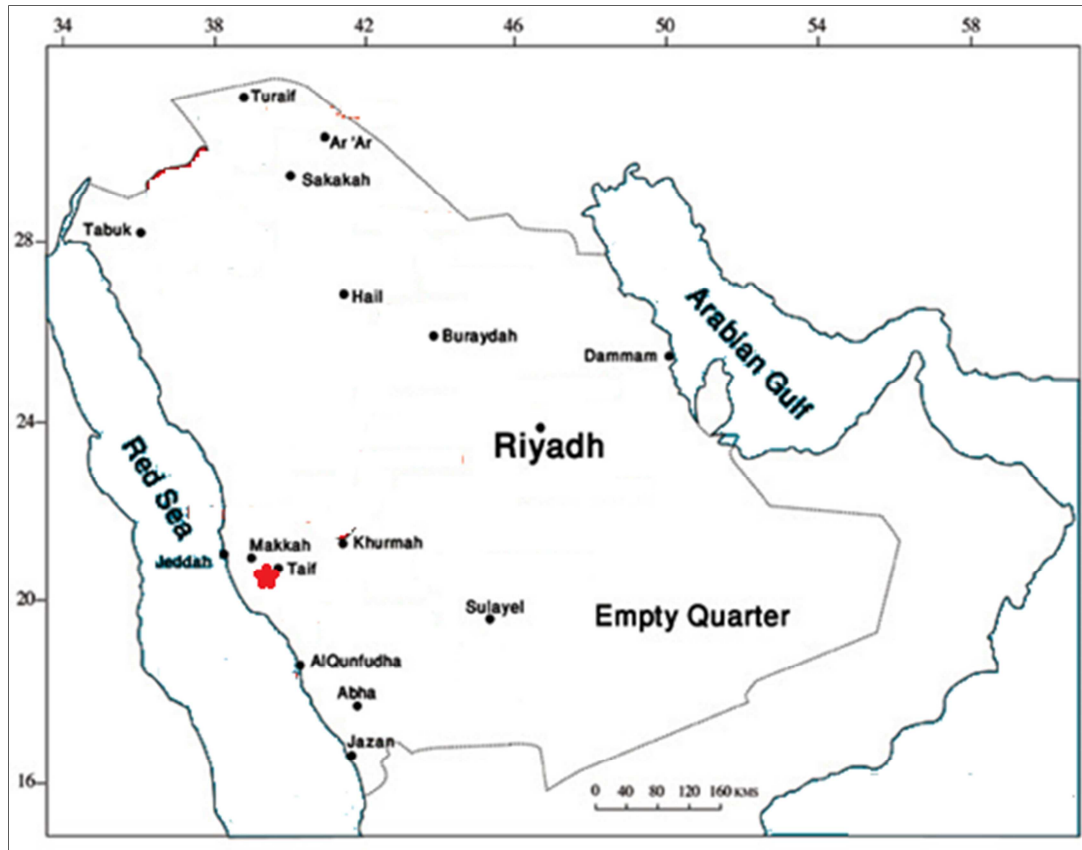 34 38 42 46 50 54 58
Turaif
Ar 'Ar
Sakakah
Tabuk
28
Hail
Arabian Gulf
Buraydah
Dammam
24
Riyadh
Red Sea
Khurmah
Makkah
Jeddah
Taif
20
Sulayel
Empty Quarter
AlQunfudha
Abha
Jazan
16
0 40 80 120 160 KMS